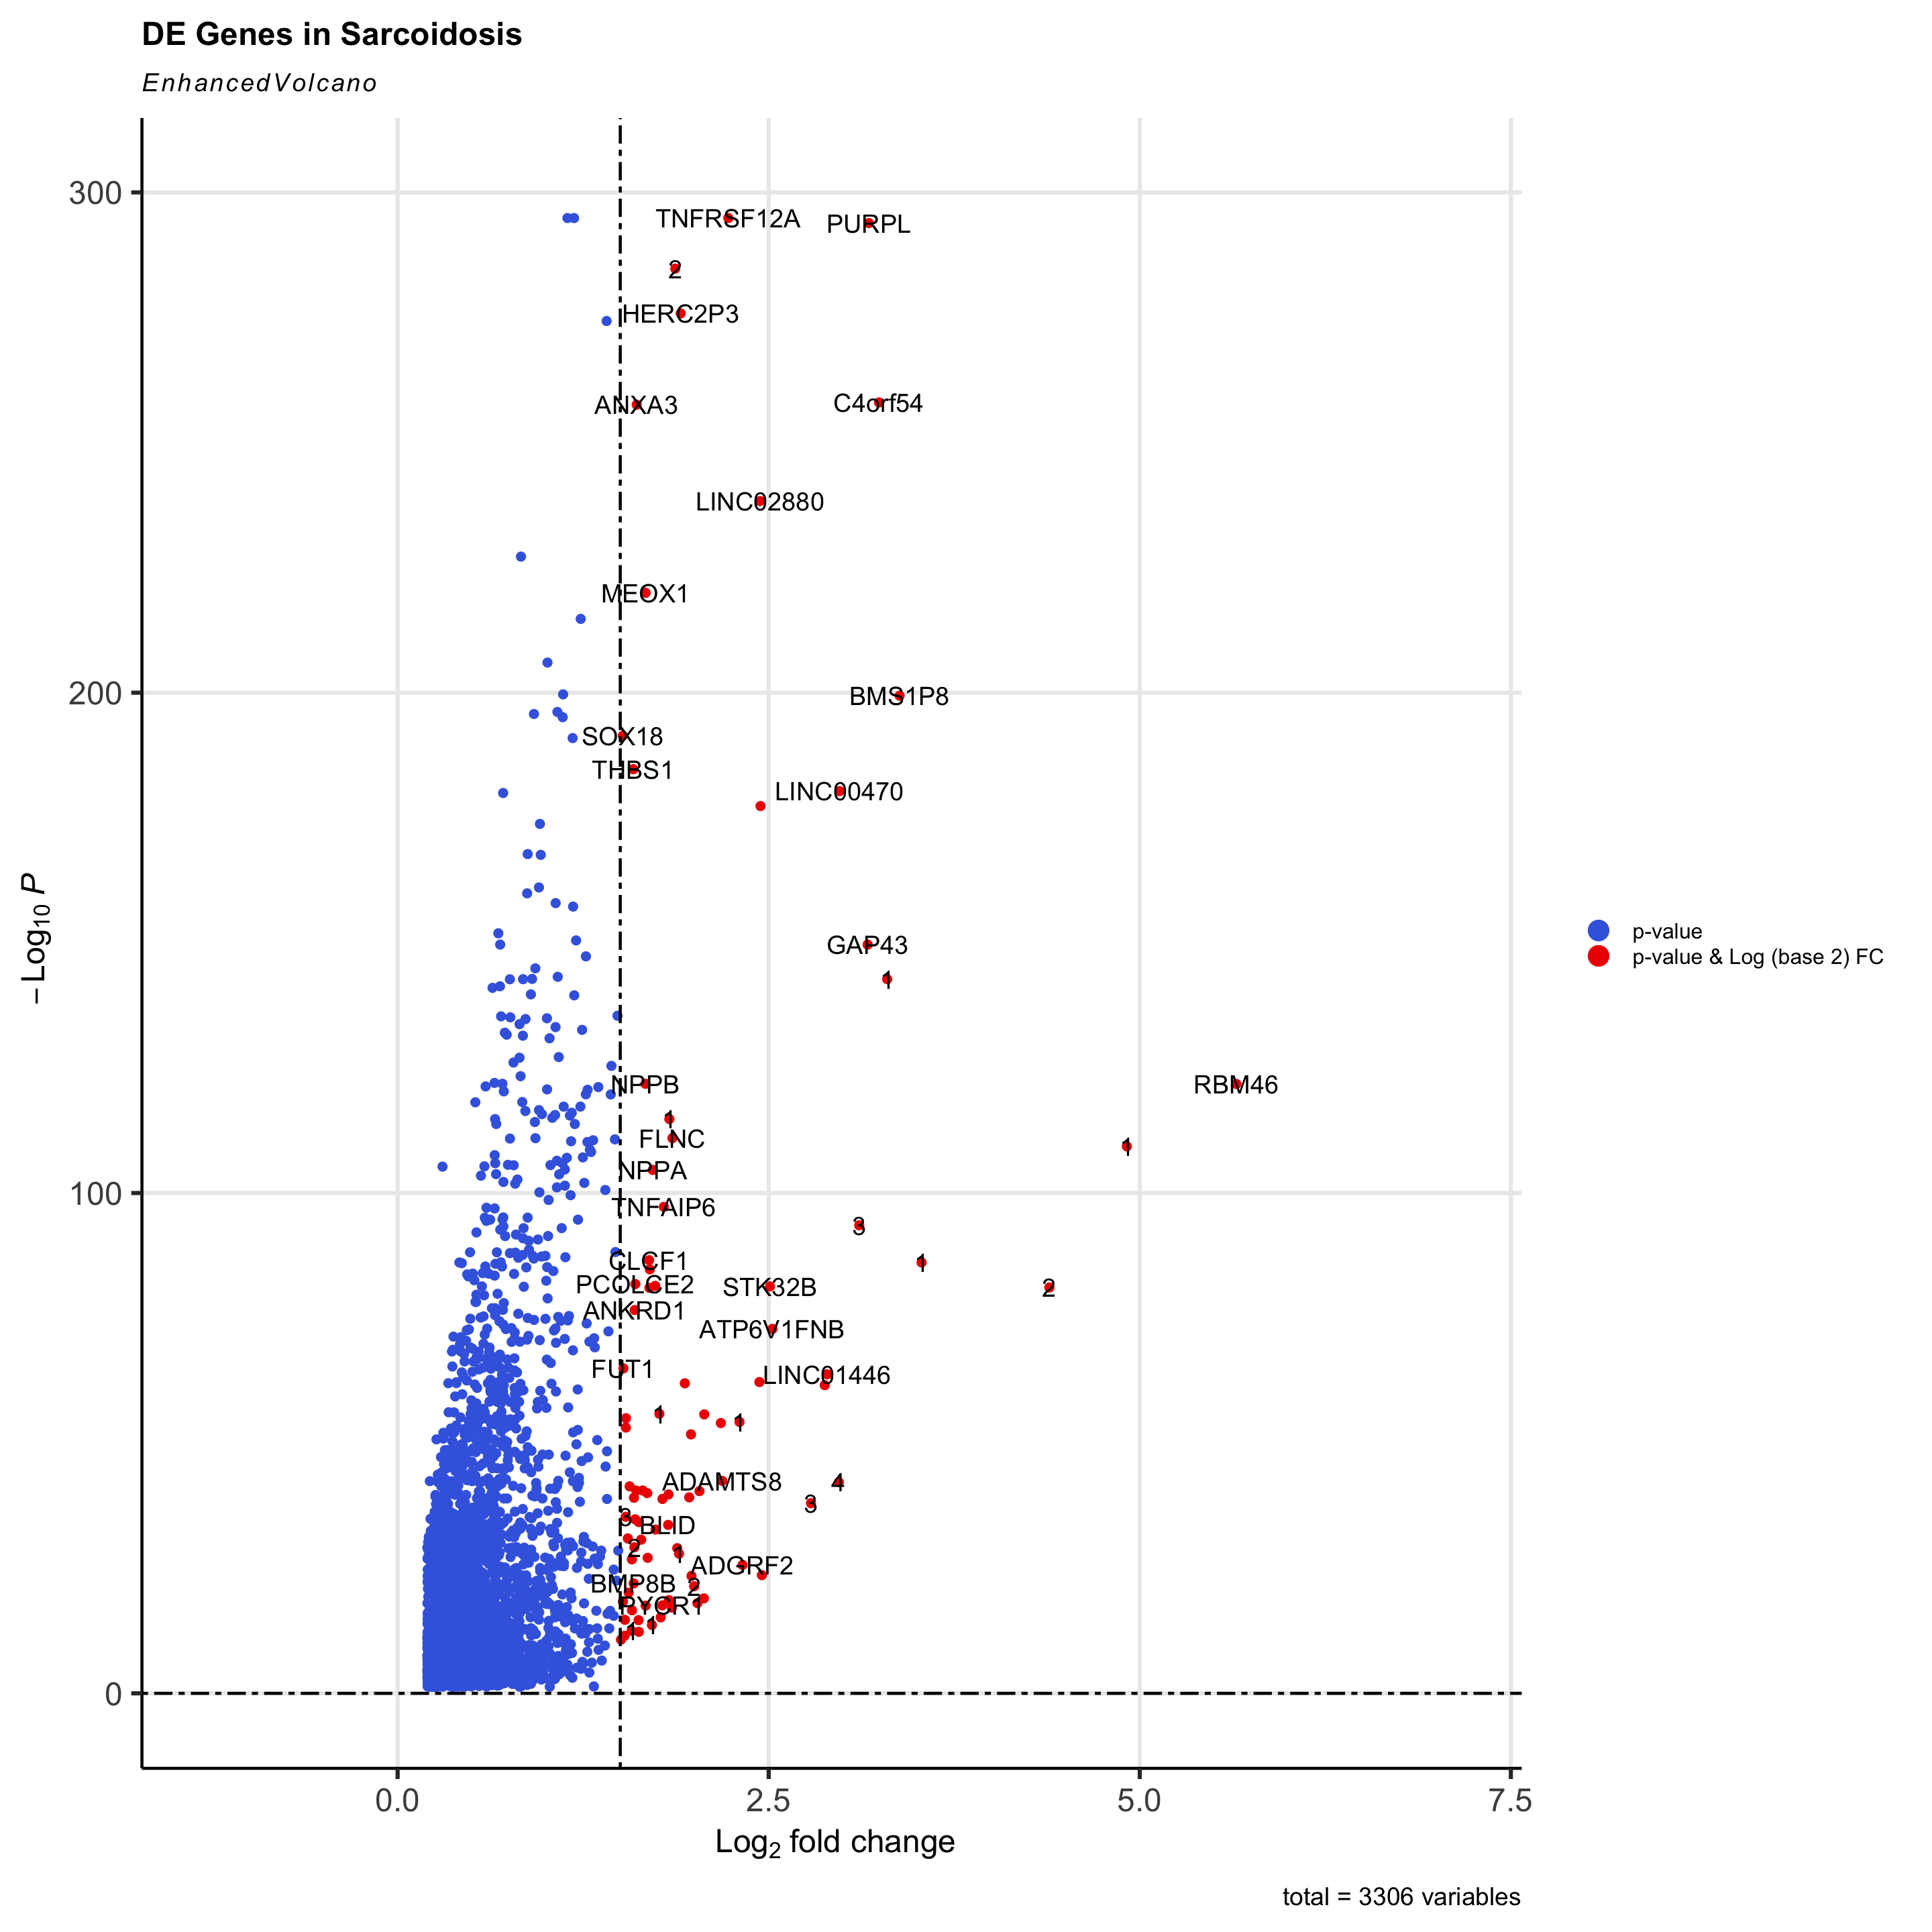 DE Genes in Sarcoidosis
EnhancedVolcano
300
200
100
0
−Log10 P
TNFRSF12A
PURPL
2
HERC2P3
ANXA3
C4orf54
LINC02880
MEOX1
BMS1P8
SOX18
THBS1
LINC00470
GAP43
1
NPPB
RBM46
1
FLNC
1
NPPA
TNFAIP6
3
CLCF1
1
PCOLCE2
STK32B
2
ANKRD1
ATP6V1FNB
FUT1
LINC01446
1
1
ADAMTS8
4
3
3
BLID
2
1
ADGRF2
BMP8B
2
PYCR1
1
1
p-value
p-value & Log (base 2) FC
0.0
2.5
5.0
7.5
Log2 fold change
total = 3306 variables